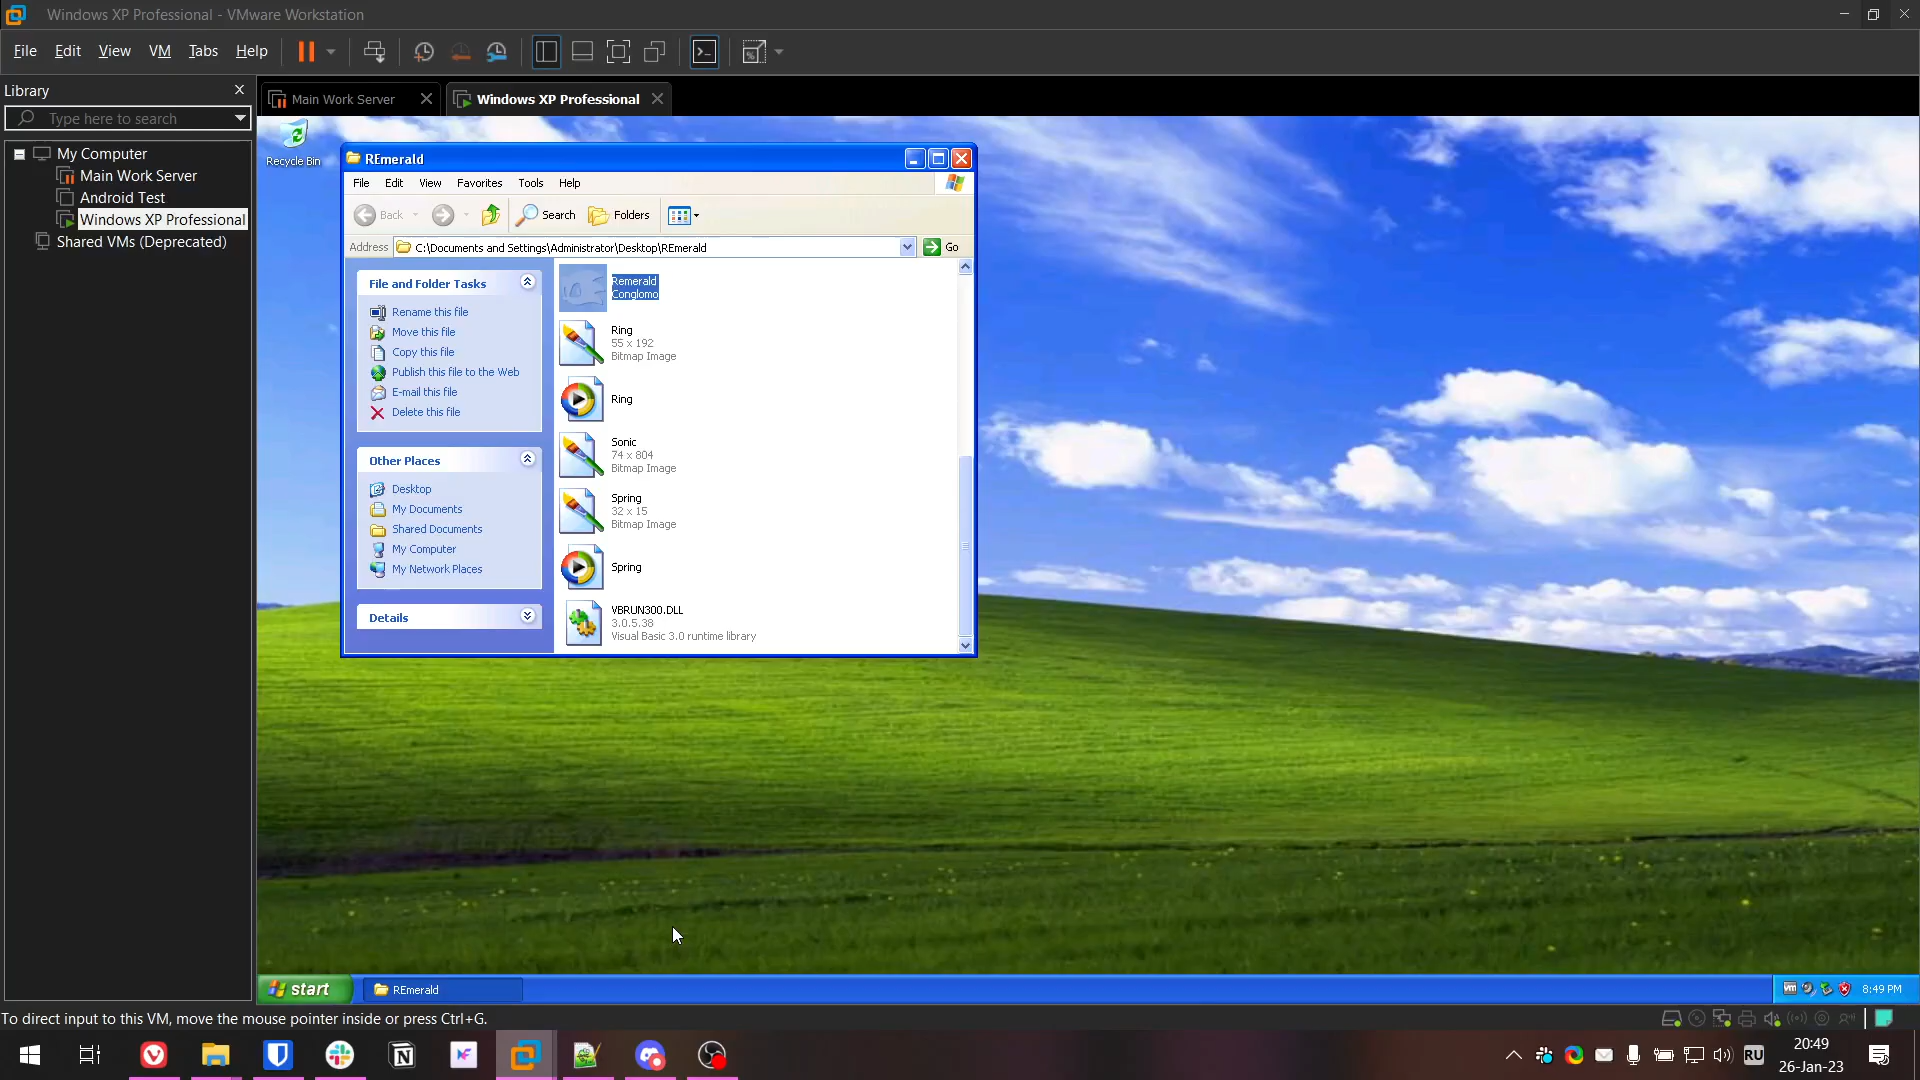 Windows XP Professional - VMware Workstation
File Edit View VM Tabs Help
Library
Type here to search
My Computer
Main Work Server
Android Test
Windows XP Professional
Shared VMs (Deprecated)
Main Work Server
Windows XP Professional
Recycle Bin
REmerald
File Edit View Favorites Tools Help
Back Search Folders
Address C:\Documents and Settings\Administrator\Desktop\REmerald Go
File and Folder Tasks
Rename this file
Move this file
Copy this file
Publish this file to the Web
E-mail this file
Delete this file
Other Places
Desktop
My Documents
Shared Documents
My Computer
My Network Places
Details
Remerald
Conglomo
Ring
55 x 192
Bitmap Image
Ring
Sonic
74 x 804
Bitmap Image
Spring
32 x 15
Bitmap Image
Spring
VBRUN300.DLL
3.0.5.38
Visual Basic 3.0 runtime library
start REmerald 8:49 PM
To direct input to this VM, move the mouse pointer inside or press Ctrl+G.
RU
20:49
26-Jan-23